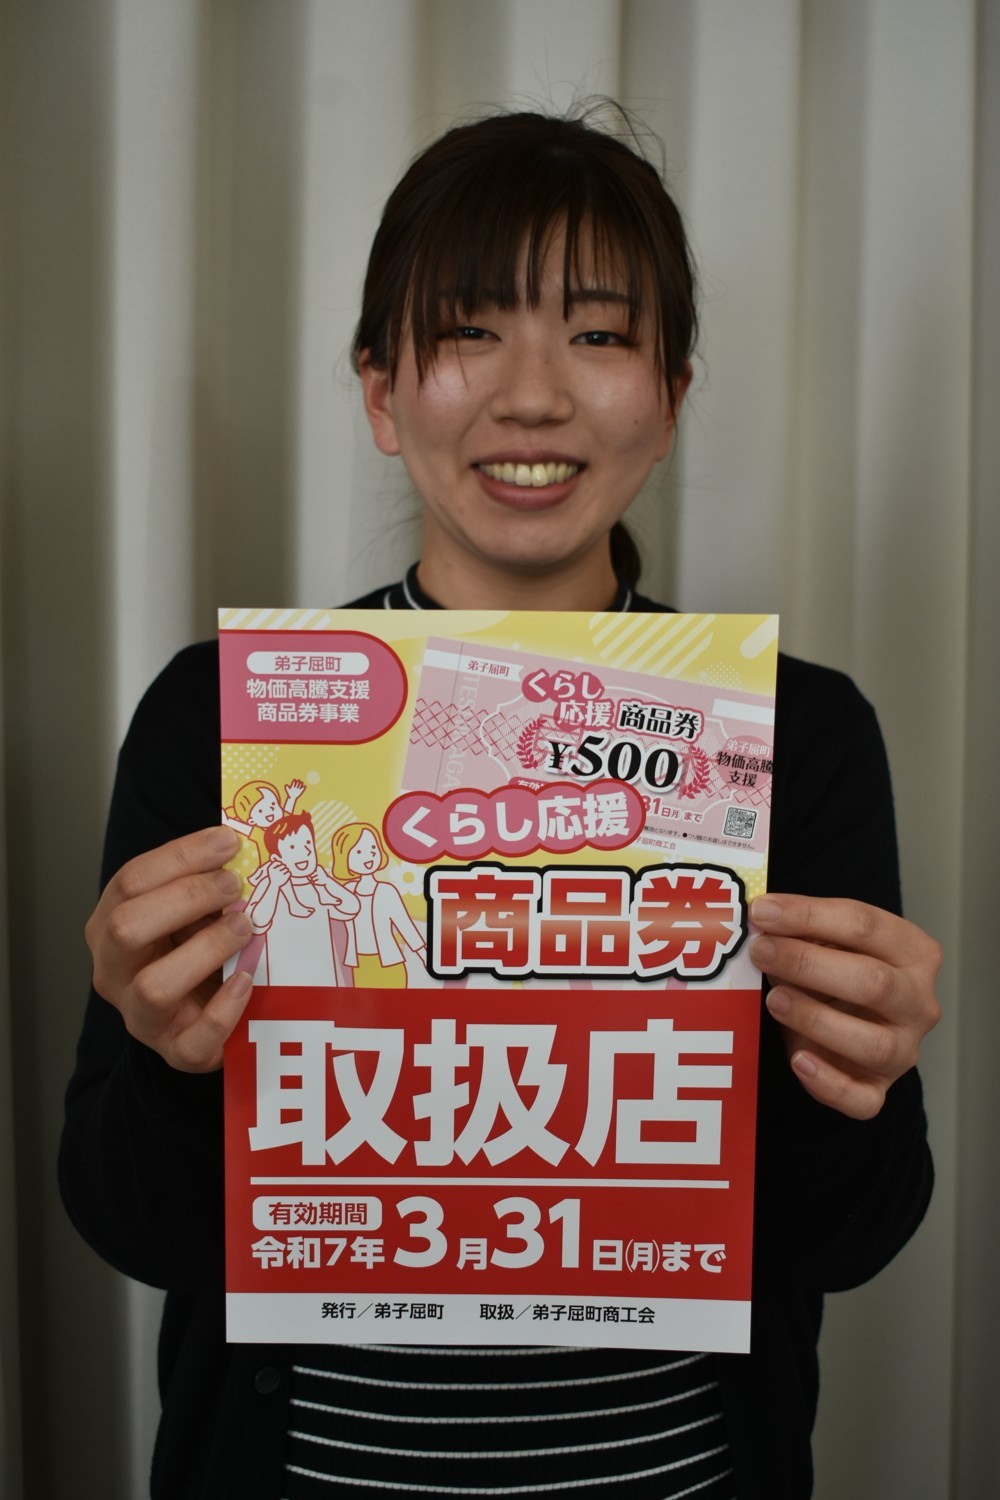 弟子屈町
物価高騰支援
商品券事業
弟子屈町
くらし
応援 商品券
¥500
弟子屈町
物価高騰
支援
31日(月)まで
くらし応援
商品券
取扱店
有効期間
令和7年3月31日(月)まで
発行／弟子屈町 取扱／弟子屈町商工会